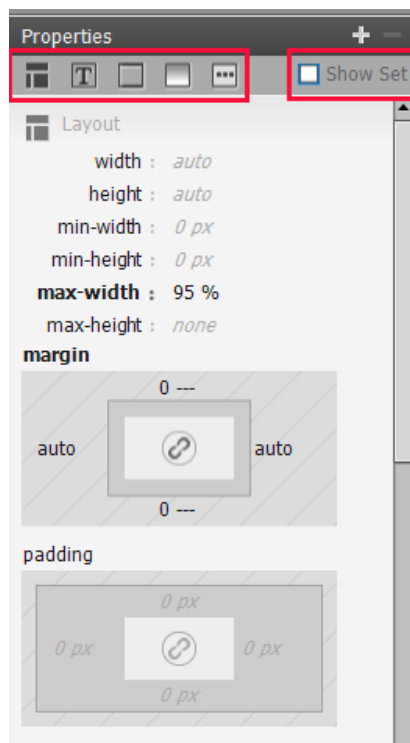 Properties
T
Show Set
Layout
width : auto
height : auto
min-width : 0 px
min-height : 0 px
max-width : 95 %
max-height : none
margin
0 ---
auto auto
0 ---
padding
0 px
0 px 0 px
0 px